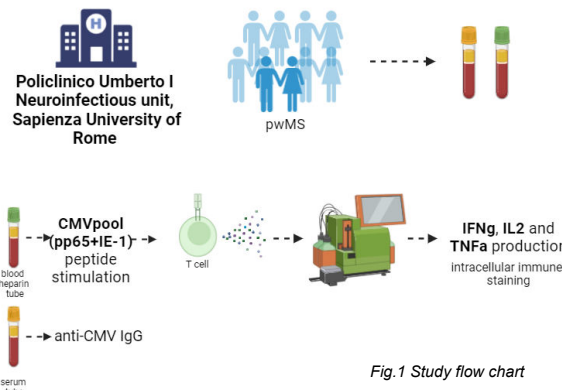 H
Policlinico Umberto I
Neuroinfectious unit,
Sapienza University of
Rome
pwMS
CMVpool
(pp65+IE-1)
peptide
stimulation
T cell
IFNg, IL2 and
TNFa production
intracellular immune
staining
blood
heparin
tube
anti-CMV IgG
serum
Fig.1 Study flow chart